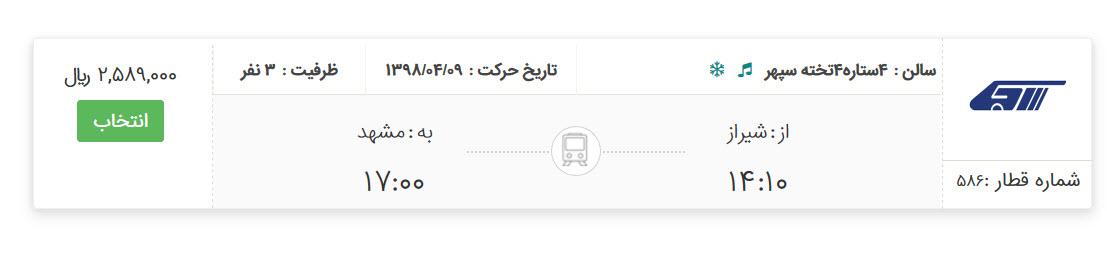 سالن : ۴ستاره۴تخته سپهر
تاریخ حرکت : ۱۳۹۸/۰۴/۰۹
ظرفیت : ۳ نفر
از : شیراز
۱۴:۱۰
به : مشهد
۱۷:۰۰
شماره قطار :۵۸۶
۲,۵۸۹,۰۰۰ ریال
انتخاب